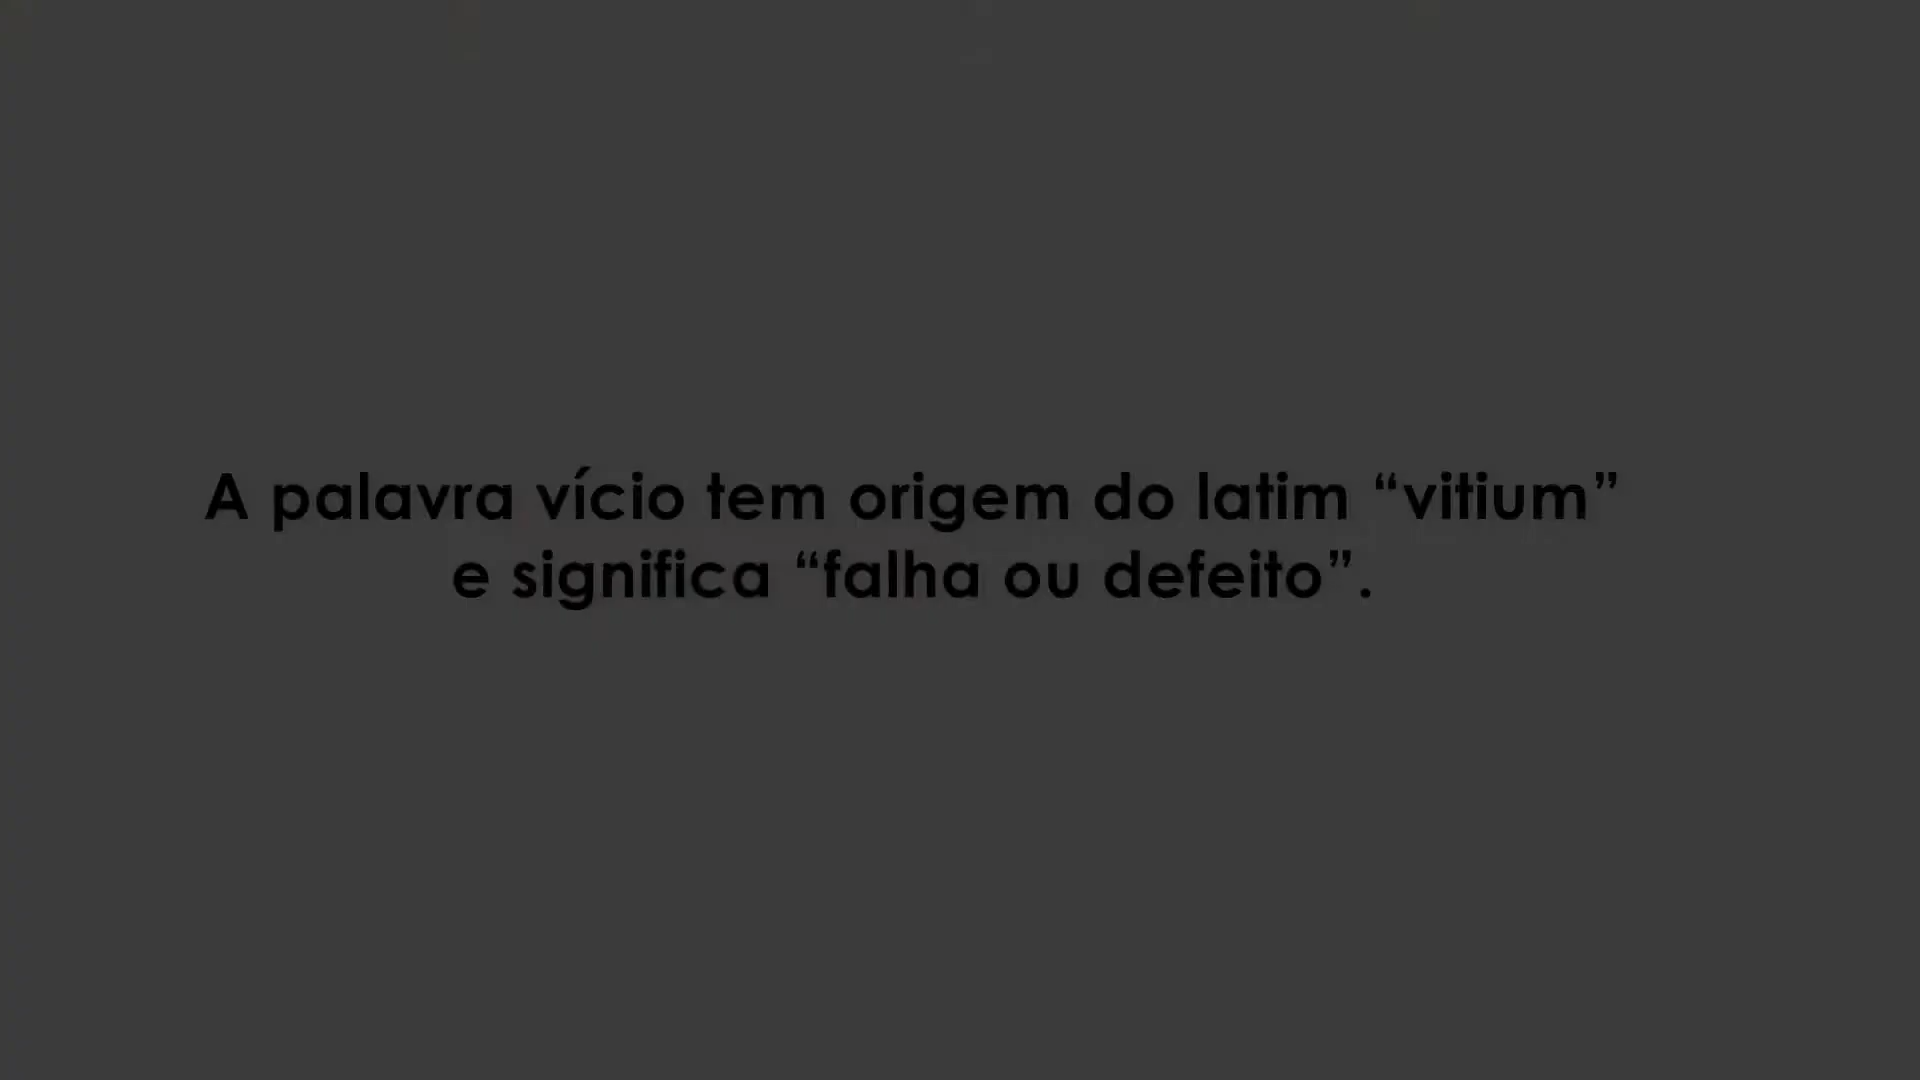 A palavra vício tem origem do latim “vitium”
e significa “falha ou defeito”.